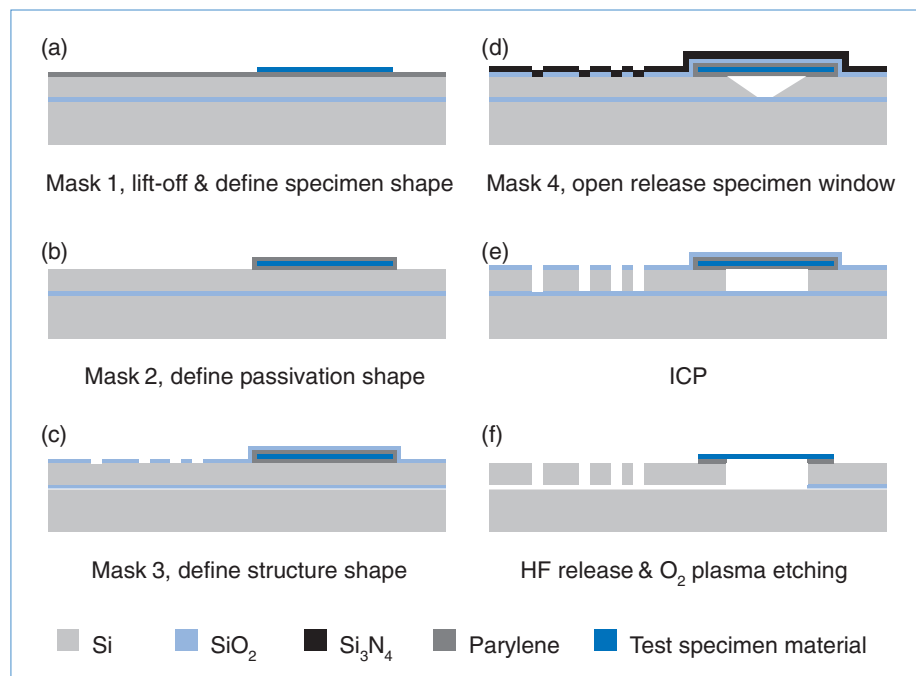 (a)
Mask 1, lift-off & define specimen shape
(b)
Mask 2, define passivation shape
(c)
Mask 3, define structure shape
(d)
Mask 4, open release specimen window
(e)
ICP
(f)
HF release & O₂ plasma etching
Si
SiO₂
Si₃N₄
Parylene
Test specimen material